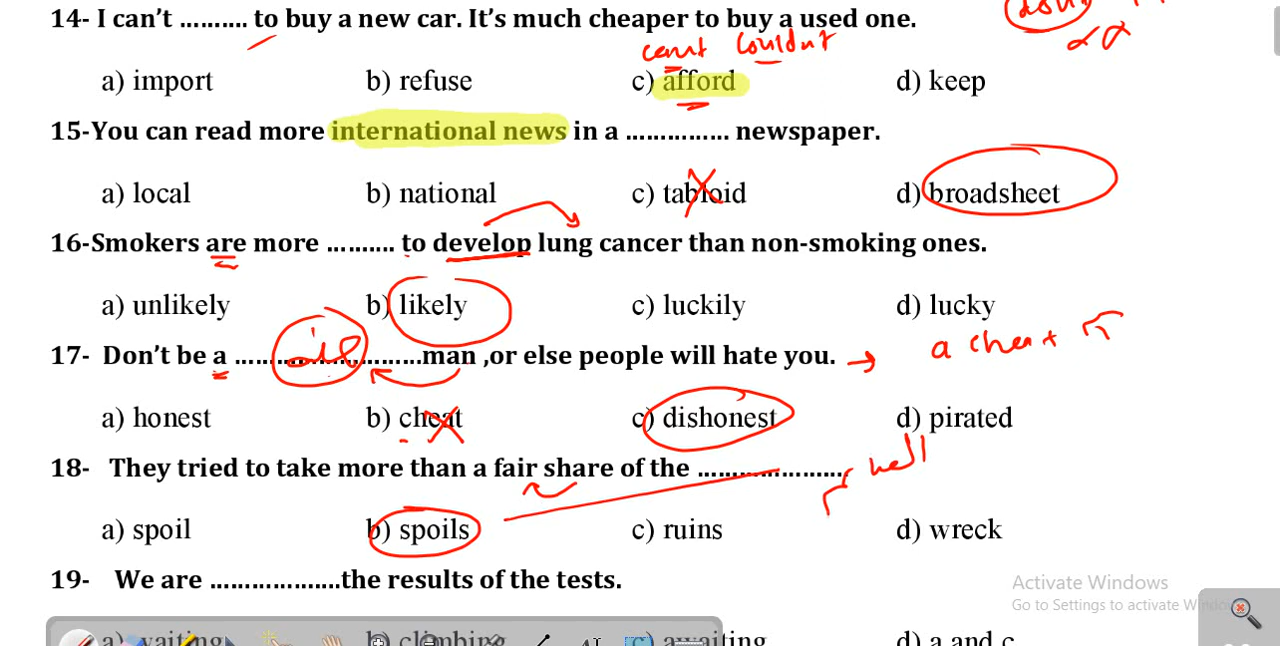 14- I can't .......... to buy a new car. It's much cheaper to buy a used one.
can't couldn't
a) import b) refuse c) afford d) keep
15-You can read more international news in a ............... newspaper.
a) local b) national c) tabloid d) broadsheet
16-Smokers are more .......... to develop lung cancer than non-smoking ones.
a) unlikely b) likely c) luckily d) lucky
17- Don't be a ................................man ,or else people will hate you. → a cheat
a) honest b) cheat c) dishonest d) pirated
18- They tried to take more than a fair share of the ......................
a) spoil b) spoils c) ruins d) wreck
19- We are ...................the results of the tests.
Activate Windows
Go to Settings to activate
b) climbing d) a and c